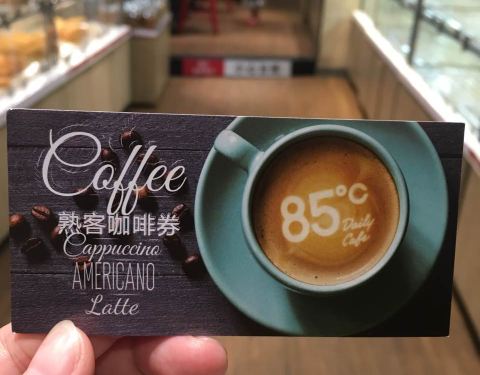 Coffee
熟客咖啡券
Cappuccino
AMERICANO
Latte
85°C
Daily
Cafe